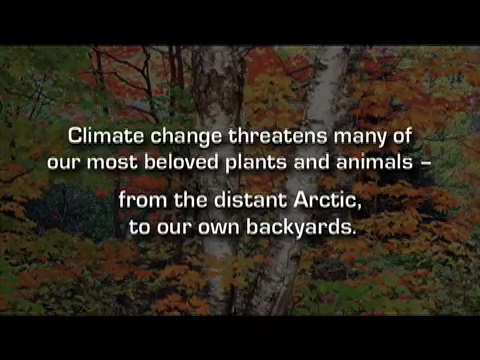 Climate change threatens many of
our most beloved plants and animals –
from the distant Arctic,
to our own backyards.